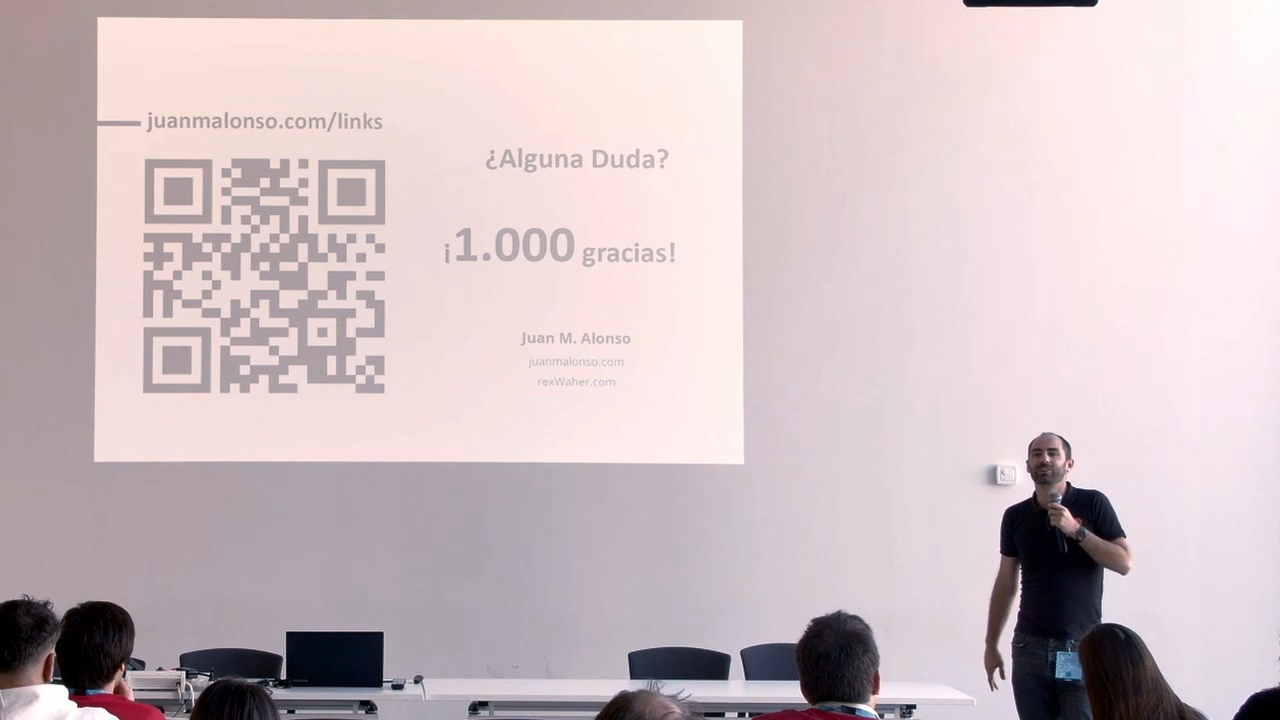 juanmalonso.com/links
¿Alguna Duda?
¡1.000 gracias!
Juan M. Alonso
juanmalonso.com
rexWaher.com